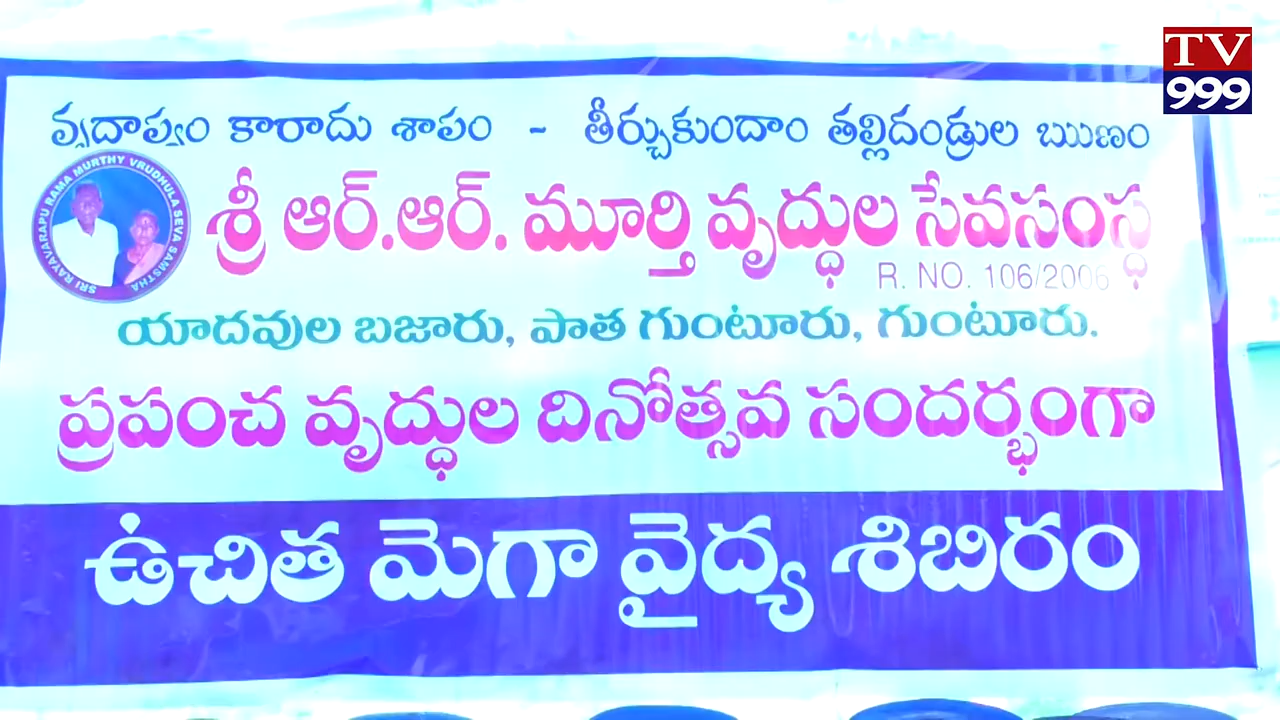 TV
999
వృదాప్యం కారాదు శాపం - తీర్చుకుందాం తల్లిదండ్రుల ఋణం
SRI RAYAVARAPU RAMA MURTHY VRUDHULA SEVA SAMSTHA
శ్రీ ఆర్.ఆర్. మూర్తి వృద్ధుల సేవసంస్థ
R. NO. 106/2006
యాదవుల బజారు, పాత గుంటూరు, గుంటూరు.
ప్రపంచ వృద్ధుల దినోత్సవ సందర్భంగా
ఉచిత మెగా వైద్య శిబిరం